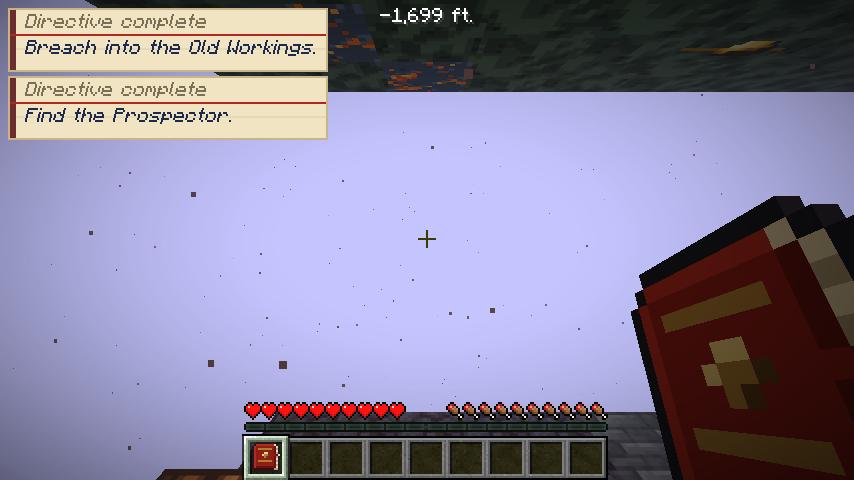 -1,699 ft.
Directive complete
Breach into the Old Workings.
Directive complete
Find the Prospector.